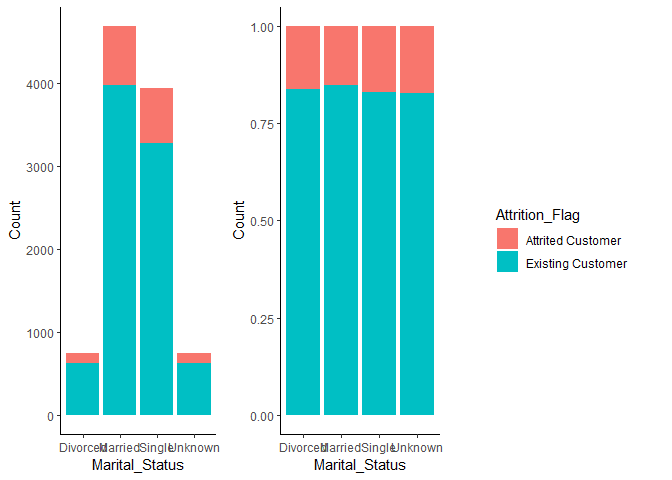 Count
4000
3000
2000
1000
0
Divorced Married Single Unknown
Marital_Status
Count
1.00
0.75
0.50
0.25
0.00
Divorced Married Single Unknown
Marital_Status
Attrition_Flag
Attrited Customer
Existing Customer